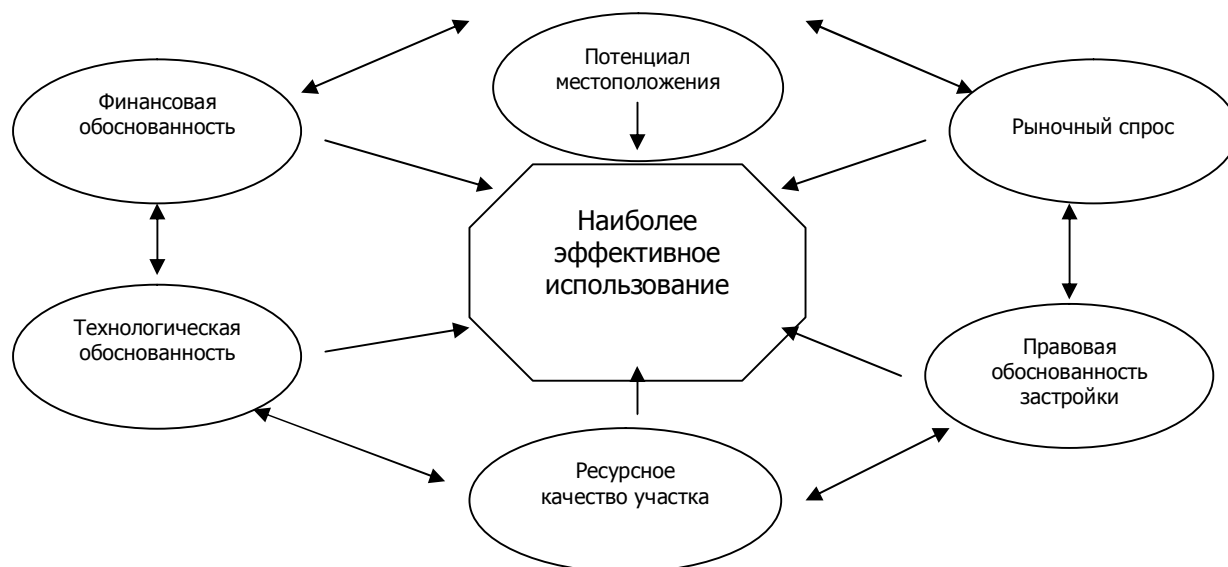 Потенциал
местоположения
Финансовая
обоснованность
Рыночный спрос
Наиболее
эффективное
использование
Технологическая
обоснованность
Правовая
обоснованность
застройки
Ресурсное
качество участка